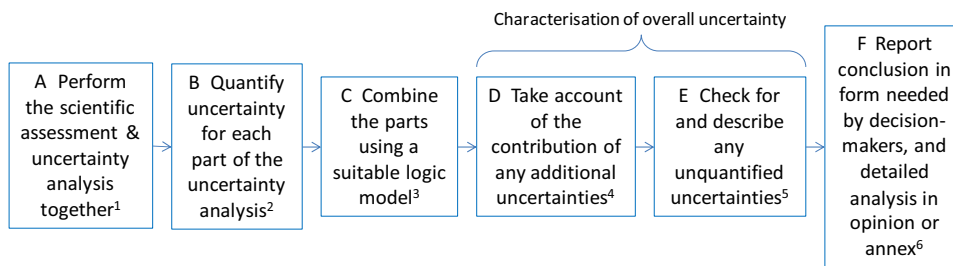 Characterisation of overall uncertainty
A Perform
the scientific
assessment &
uncertainty
analysis
together¹
B Quantify
uncertainty
for each
part of the
uncertainty
analysis²
C Combine
the parts
using a
suitable logic
model³
D Take account
of the
contribution of
any additional
uncertainties⁴
E Check for
and describe
any
unquantified
uncertainties⁵
F Report
conclusion in
form needed
by decision-
makers, and
detailed
analysis in
opinion or
annex⁶